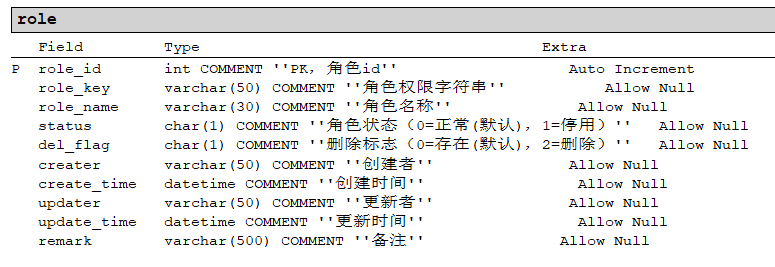 role
Field Type Extra
P role_id int COMMENT ''PK，角色id'' Auto Increment
role_key varchar(50) COMMENT ''角色权限字符串'' Allow Null
role_name varchar(30) COMMENT ''角色名称'' Allow Null
status char(1) COMMENT ''角色状态（0=正常(默认)，1=停用）'' Allow Null
del_flag char(1) COMMENT ''删除标志（0=存在(默认)，2=删除）'' Allow Null
creater varchar(50) COMMENT ''创建者'' Allow Null
create_time datetime COMMENT ''创建时间'' Allow Null
updater varchar(50) COMMENT ''更新者'' Allow Null
update_time datetime COMMENT ''更新时间'' Allow Null
remark varchar(500) COMMENT ''备注'' Allow Null